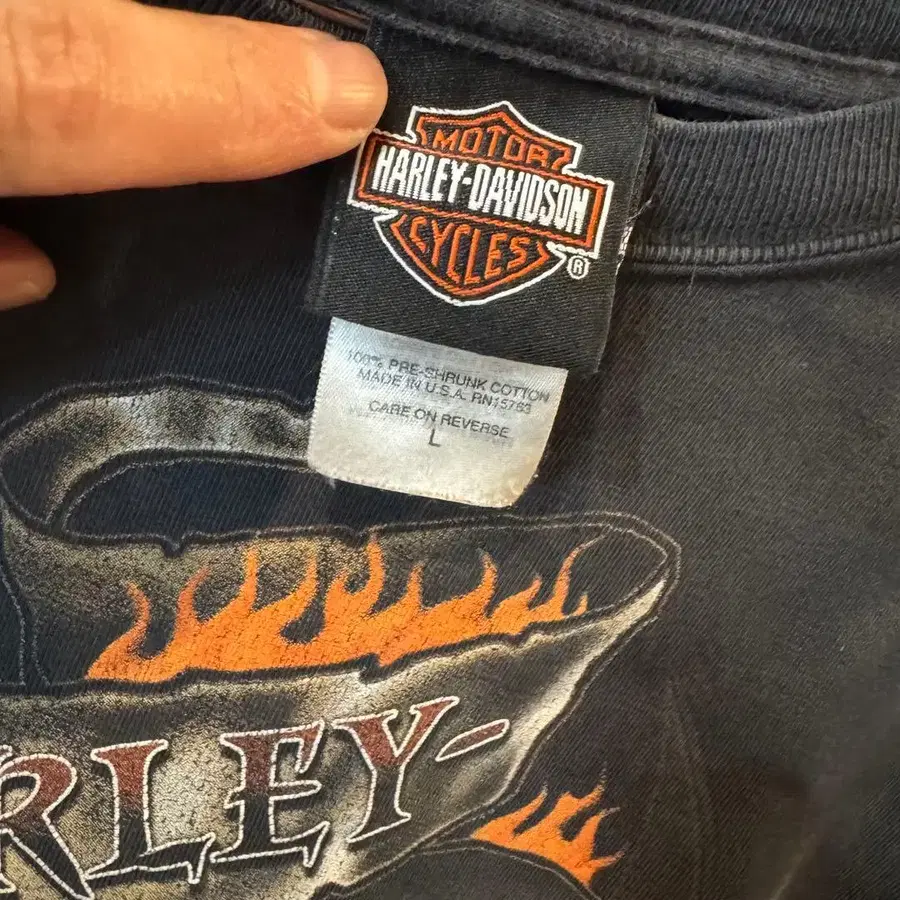 MOTOR
HARLEY-DAVIDSON
CYCLES
®
100% PRE-SHRUNK COTTON
MADE IN U.S.A. RN15763
CARE ON REVERSE
L
RLEY-